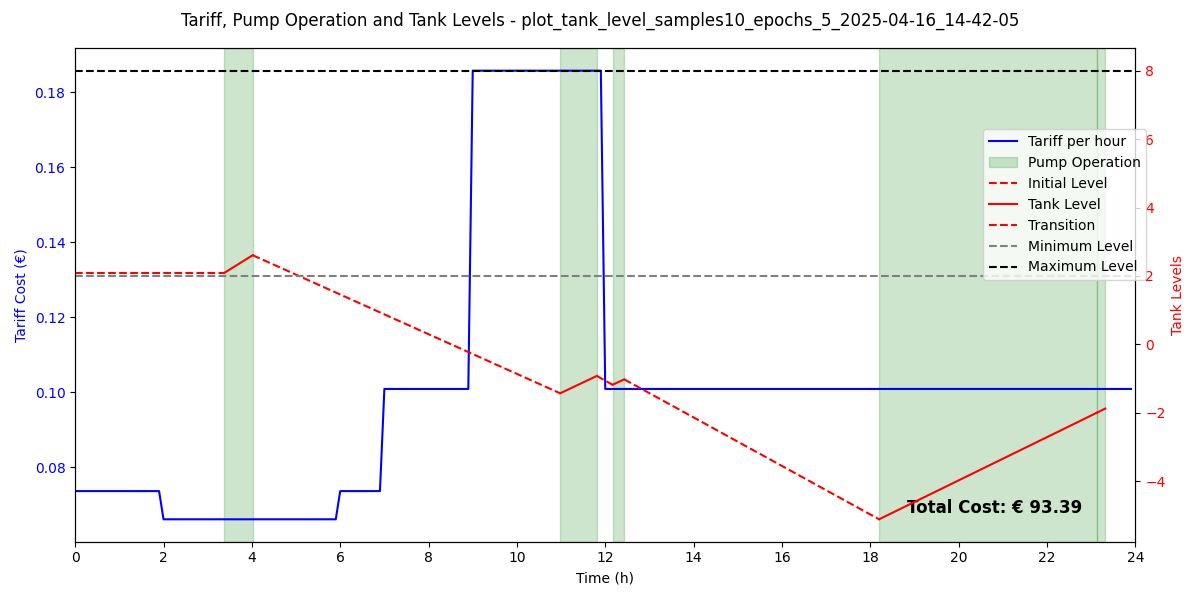 Tariff, Pump Operation and Tank Levels - plot_tank_level_samples10_epochs_5_2025-04-16_14-42-05
Tariff Cost (€)
0.18
0.16
0.14
0.12
0.10
0.08
8
6
4
2
0
−2
−4
Tank Levels
Tariff per hour
Pump Operation
Initial Level
Tank Level
Transition
Minimum Level
Maximum Level
Total Cost: € 93.39
0 2 4 6 8 10 12 14 16 18 20 22 24
Time (h)